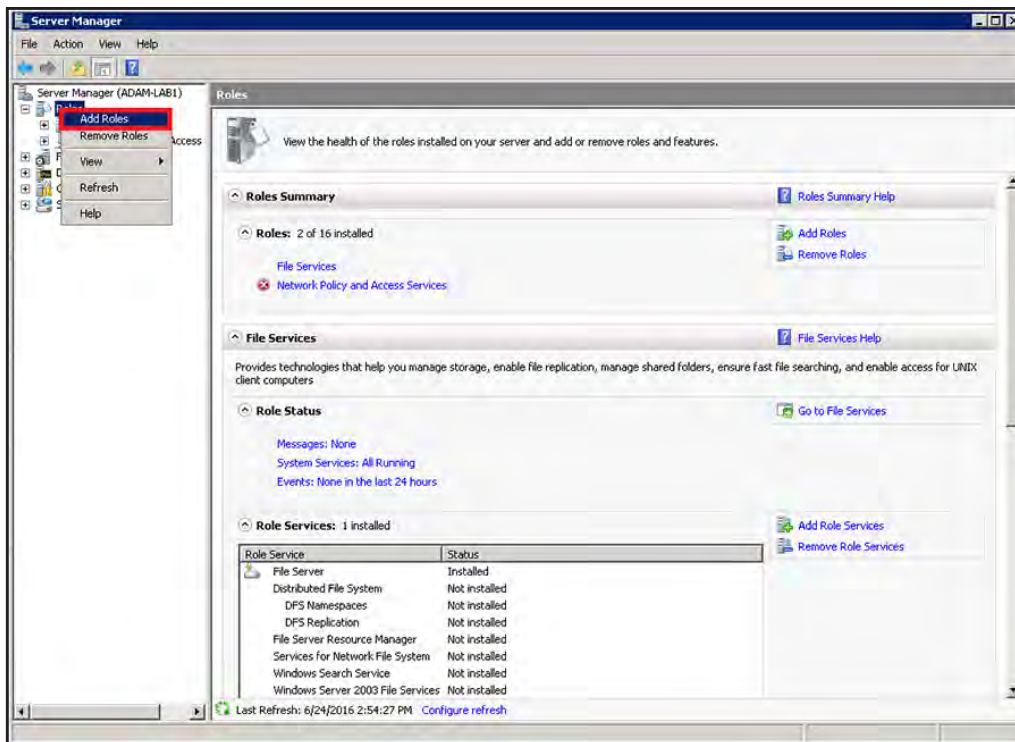 Server Manager
File Action View Help
Server Manager (ADAM-LAB1)
Roles
Add Roles
Remove Roles
Access
View
Refresh
Help
Roles
View the health of the roles installed on your server and add or remove roles and features.
Roles Summary
Roles Summary Help
Roles: 2 of 16 installed
Add Roles
Remove Roles
File Services
Network Policy and Access Services
File Services
File Services Help
Provides technologies that help you manage storage, enable file replication, manage shared folders, ensure fast file searching, and enable access for UNIX
client computers
Role Status
Go to File Services
Messages: None
System Services: All Running
Events: None in the last 24 hours
Role Services: 1 installed
Add Role Services
Remove Role Services
Role Service Status
File Server Installed
Distributed File System Not installed
DFS Namespaces Not installed
DFS Replication Not installed
File Server Resource Manager Not installed
Services for Network File System Not installed
Windows Search Service Not installed
Windows Server 2003 File Services Not installed
Last Refresh: 6/24/2016 2:54:27 PM Configure refresh